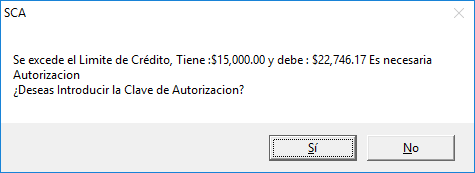 SCA
Se excede el Limite de Crédito, Tiene :$15,000.00 y debe : $22,746.17 Es necesaria
Autorizacion
¿Deseas Introducir la Clave de Autorizacion?
Sí
No